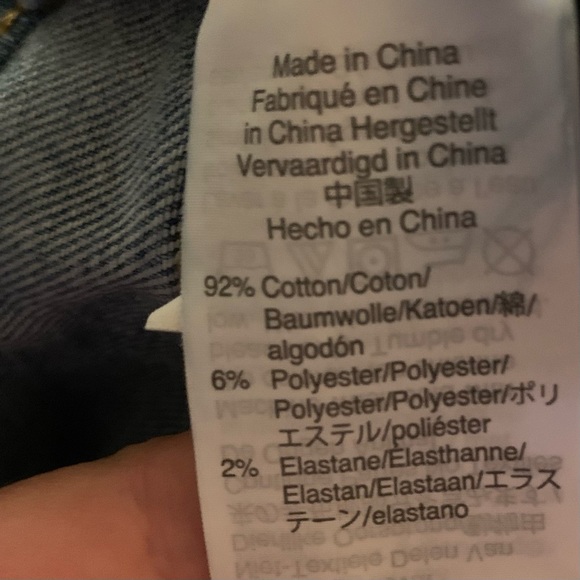 Made in China
Fabriqué en Chine
in China Hergestellt
Vervaardigd in China
中国製
Hecho en China
92% Cotton/Coton/
Baumwolle/Katoen/綿/
algodón
6% Polyester/Polyester/
Polyester/Polyester/ポリ
エステル/poliéster
2% Elastane/Élasthanne/
Elastan/Elastaan/エラス
テーン/elastano